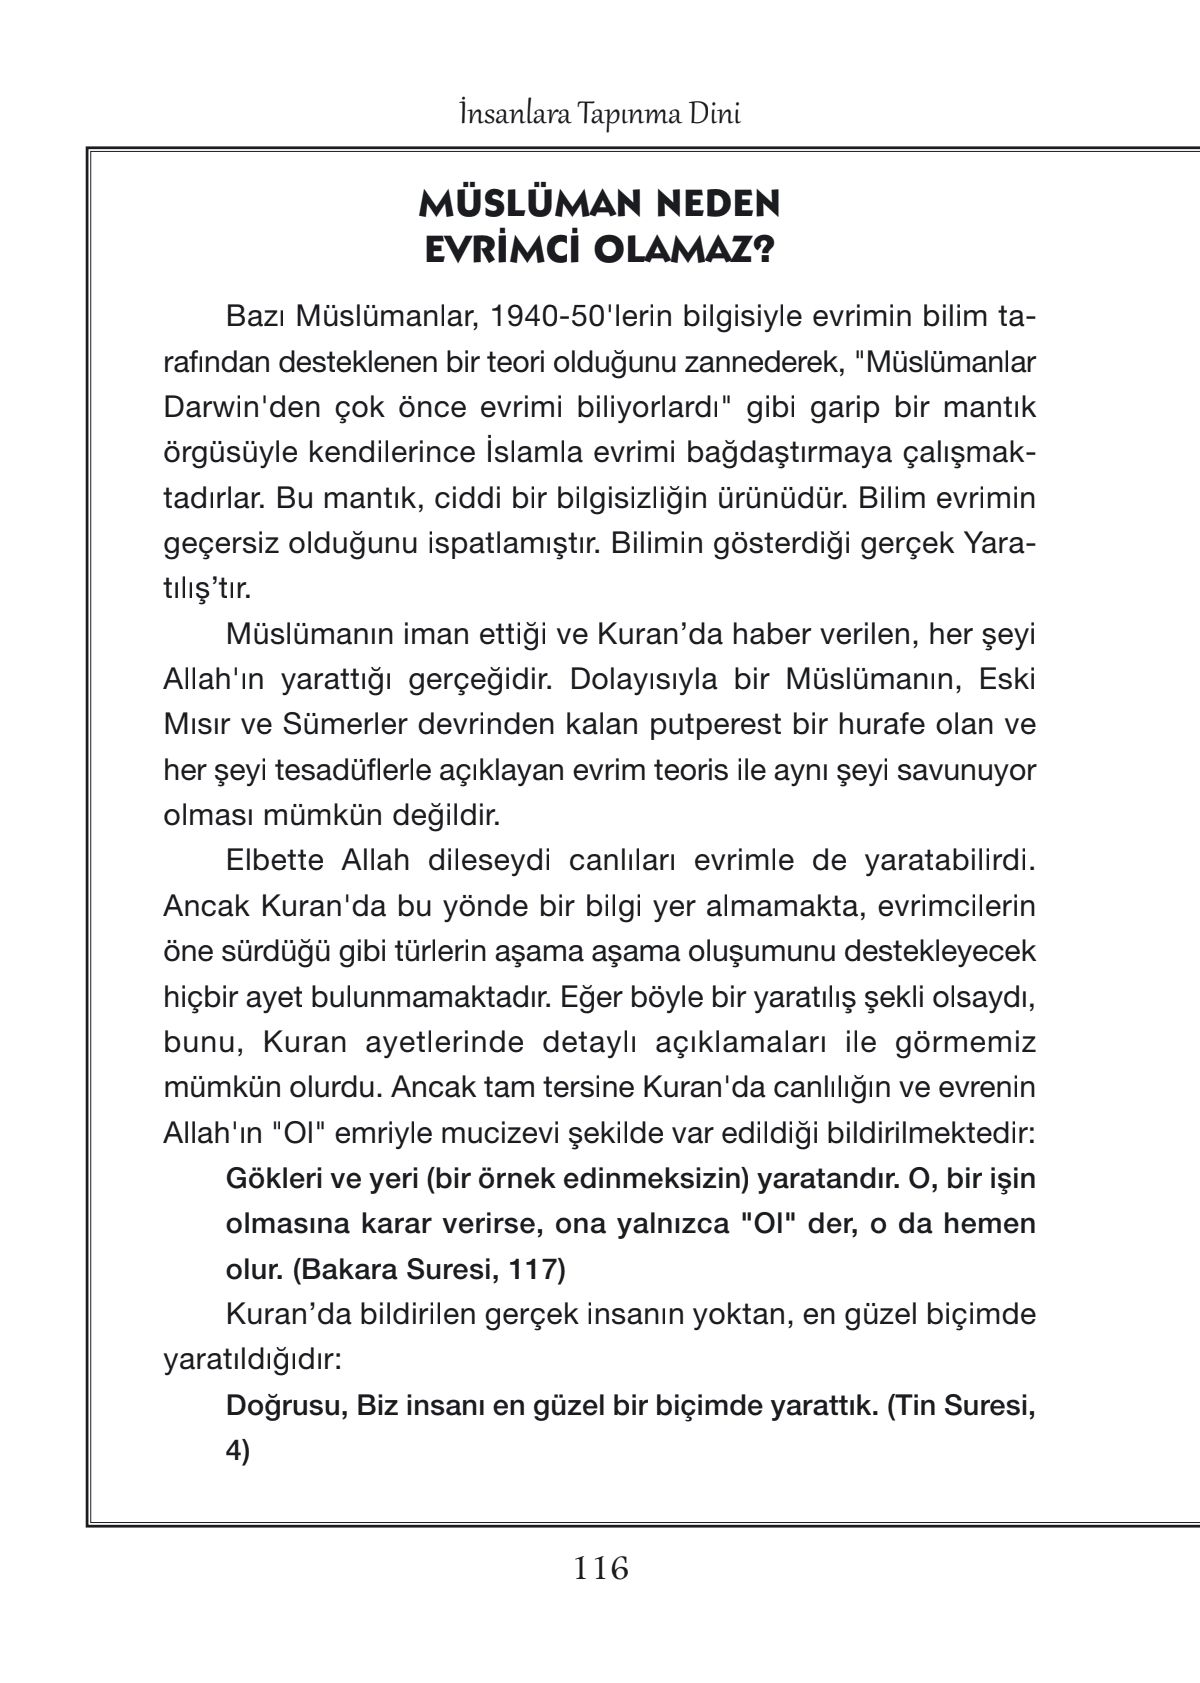 İnsanlara Tapınma Dini
MÜSLÜMAN NEDEN
EVRİMCİ OLAMAZ?
Bazı Müslümanlar, 1940-50'lerin bilgisiyle evrimin bilim ta-
rafından desteklenen bir teori olduğunu zannederek, "Müslümanlar
Darwin'den çok önce evrimi biliyorlardı" gibi garip bir mantık
örgüsüyle kendilerince İslamla evrimi bağdaştırmaya çalışmak-
tadırlar. Bu mantık, ciddi bir bilgisizliğin ürünüdür. Bilim evrimin
geçersiz olduğunu ispatlamıştır. Bilimin gösterdiği gerçek Yara-
tılış’tır.
Müslümanın iman ettiği ve Kuran’da haber verilen, her şeyi
Allah'ın yarattığı gerçeğidir. Dolayısıyla bir Müslümanın, Eski
Mısır ve Sümerler devrinden kalan putperest bir hurafe olan ve
her şeyi tesadüflerle açıklayan evrim teoris ile aynı şeyi savunuyor
olması mümkün değildir.
Elbette Allah dileseydi canlıları evrimle de yaratabilirdi.
Ancak Kuran'da bu yönde bir bilgi yer almamakta, evrimcilerin
öne sürdüğü gibi türlerin aşama aşama oluşumunu destekleyecek
hiçbir ayet bulunmamaktadır. Eğer böyle bir yaratılış şekli olsaydı,
bunu, Kuran ayetlerinde detaylı açıklamaları ile görmemiz
mümkün olurdu. Ancak tam tersine Kuran'da canlılığın ve evrenin
Allah'ın "Ol" emriyle mucizevi şekilde var edildiği bildirilmektedir:
Gökleri ve yeri (bir örnek edinmeksizin) yaratandır. O, bir işin
olmasına karar verirse, ona yalnızca "Ol" der, o da hemen
olur. (Bakara Suresi, 117)
Kuran’da bildirilen gerçek insanın yoktan, en güzel biçimde
yaratıldığıdır:
Doğrusu, Biz insanı en güzel bir biçimde yarattık. (Tin Suresi,
4)
116